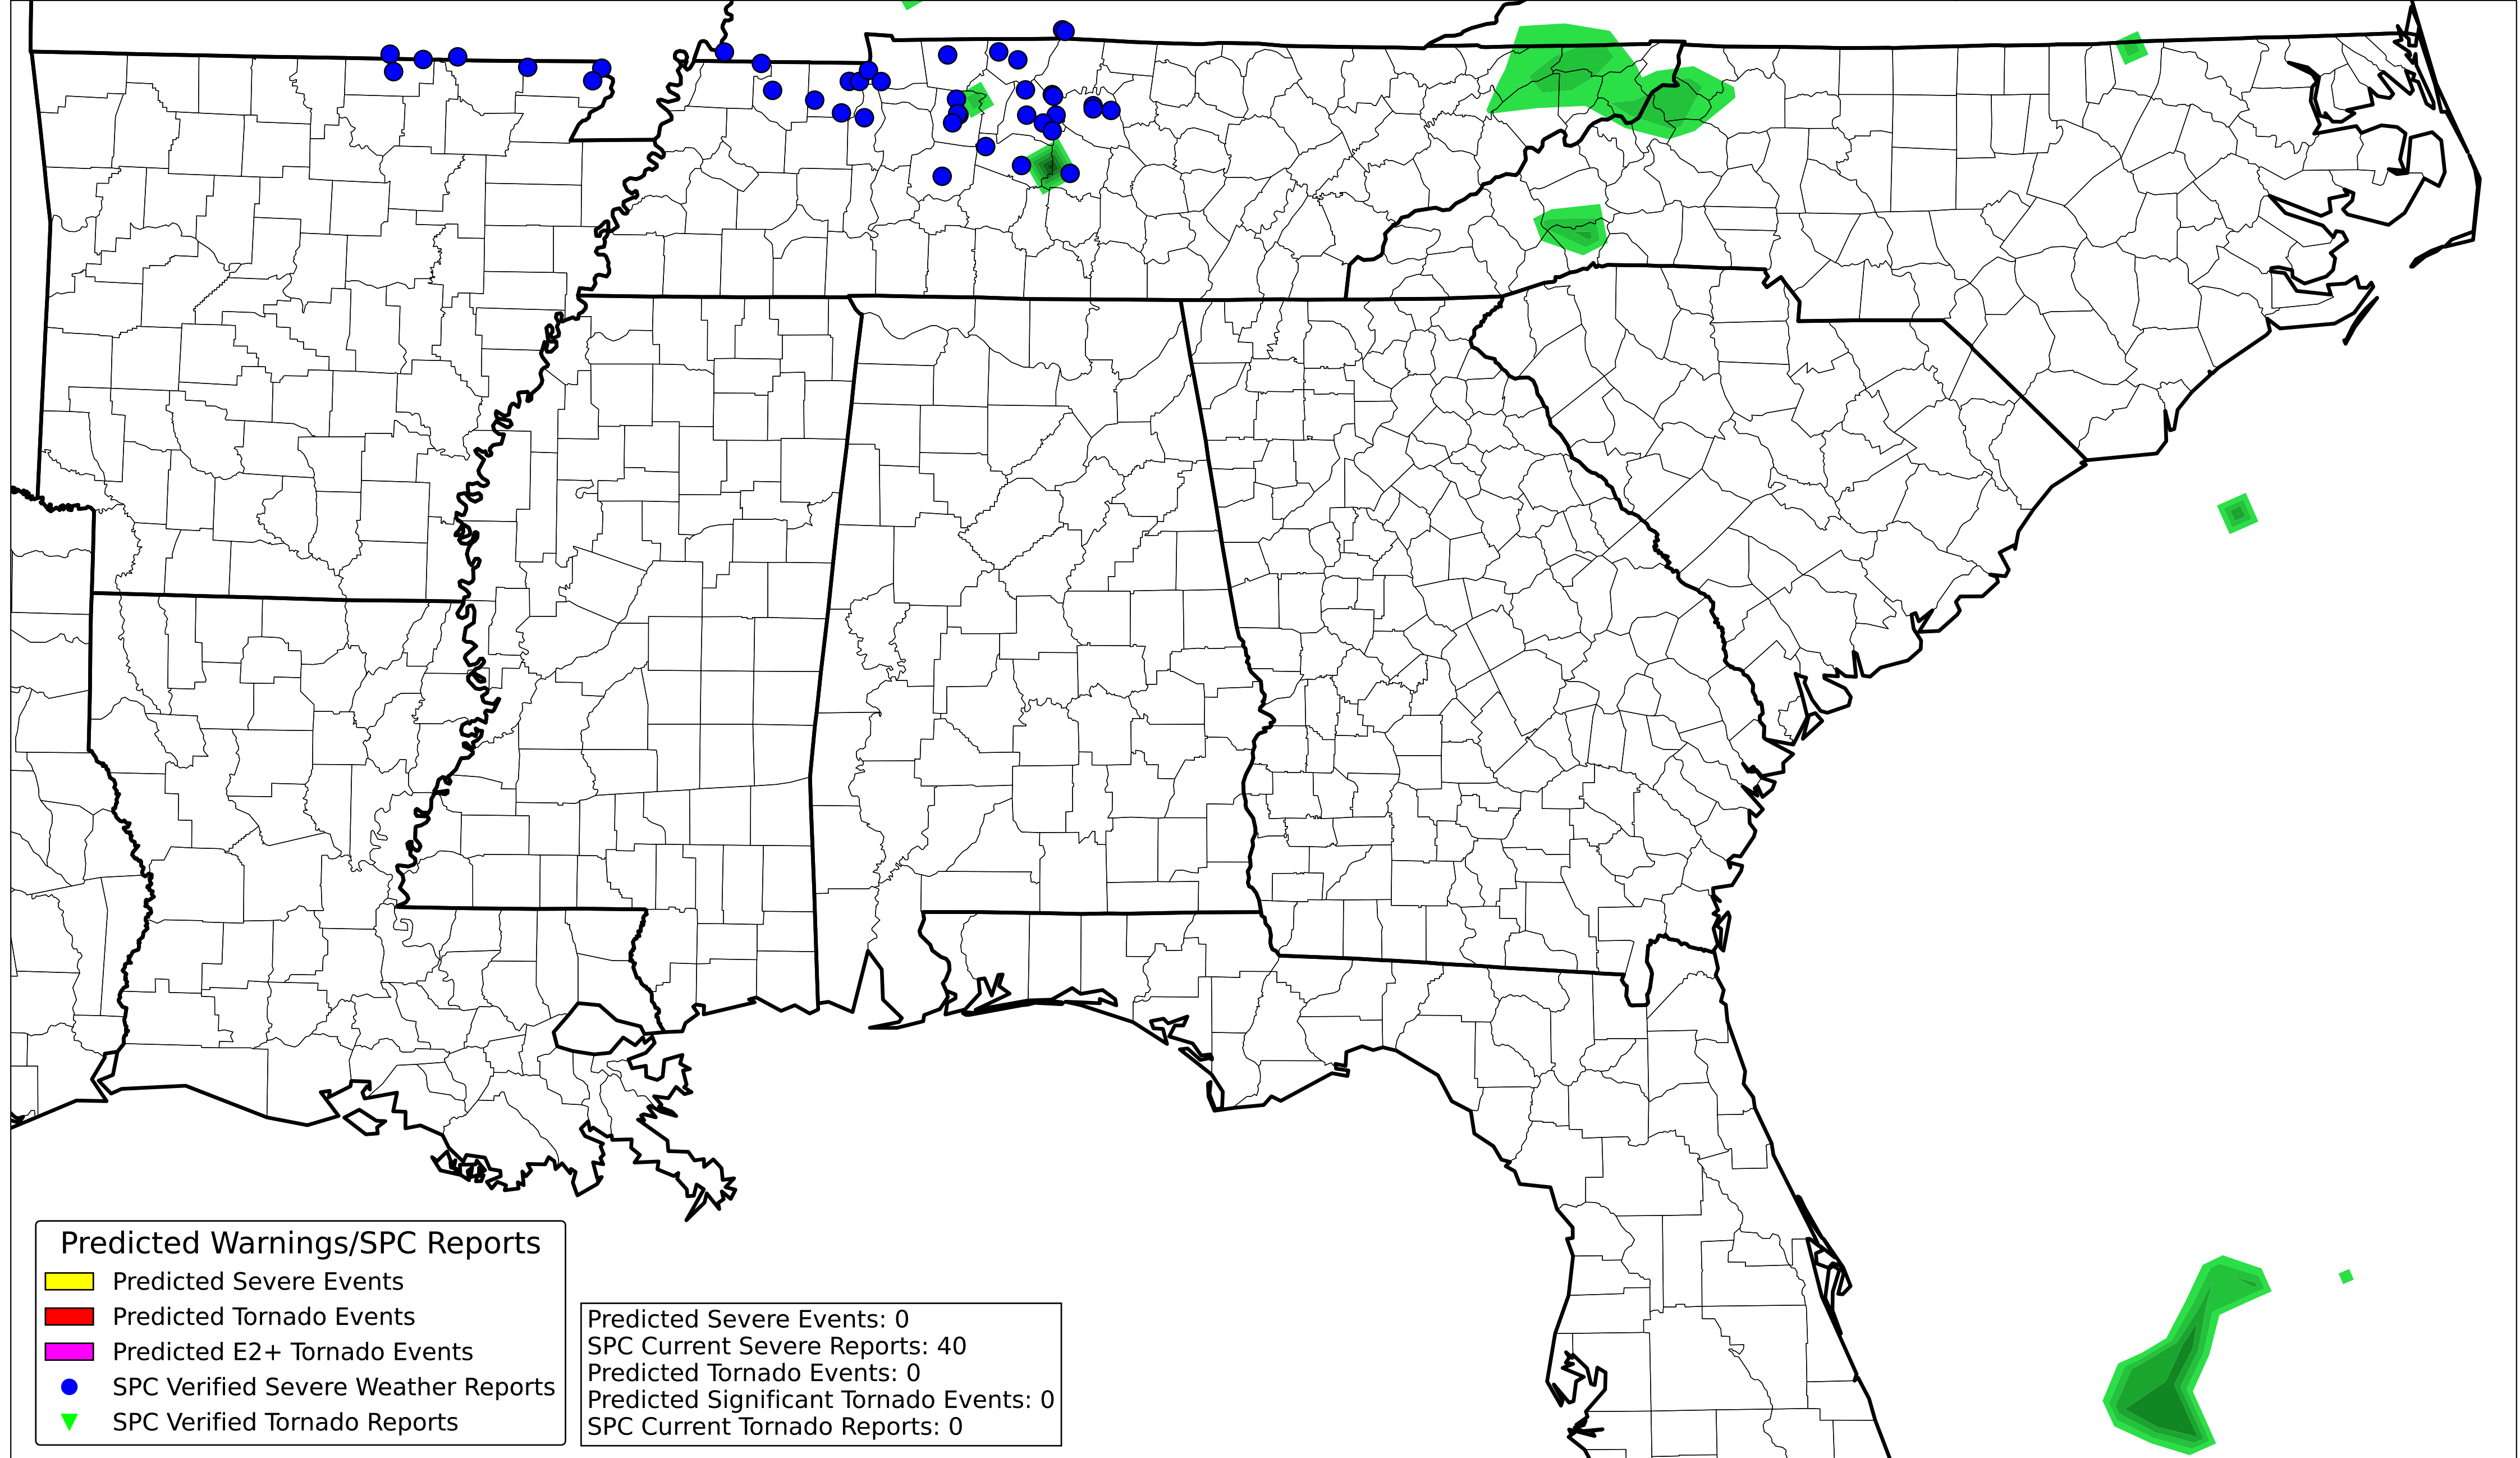 Predicted Warnings/SPC Reports
Predicted Severe Events
Predicted Tornado Events
Predicted E2+ Tornado Events
SPC Verified Severe Weather Reports
SPC Verified Tornado Reports
Predicted Severe Events: 0
SPC Current Severe Reports: 40
Predicted Tornado Events: 0
Predicted Significant Tornado Events: 0
SPC Current Tornado Reports: 0